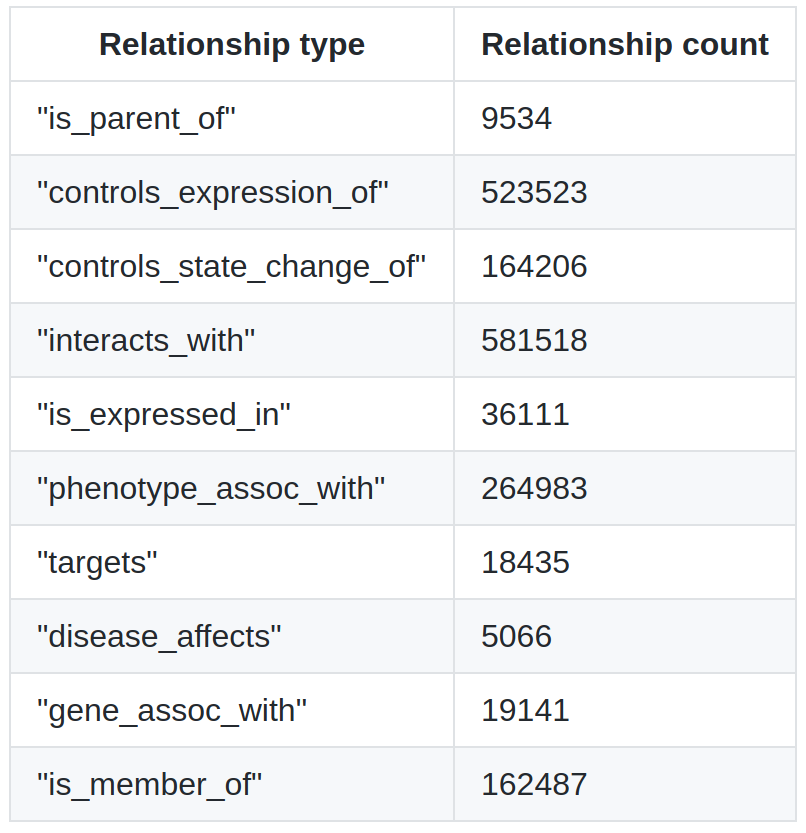 Relationship type Relationship count
"is_parent_of" 9534
"controls_expression_of" 523523
"controls_state_change_of" 164206
"interacts_with" 581518
"is_expressed_in" 36111
"phenotype_assoc_with" 264983
"targets" 18435
"disease_affects" 5066
"gene_assoc_with" 19141
"is_member_of" 162487